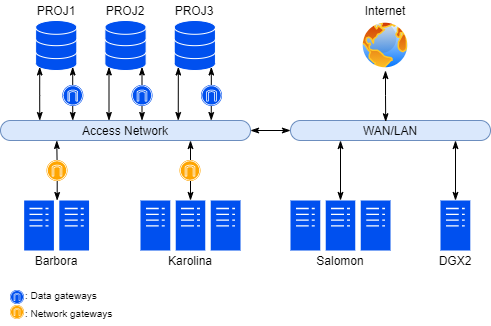 PROJ1 PROJ2 PROJ3 Internet
Access Network WAN/LAN
Barbora Karolina Salomon DGX2
: Data gateways
: Network gateways